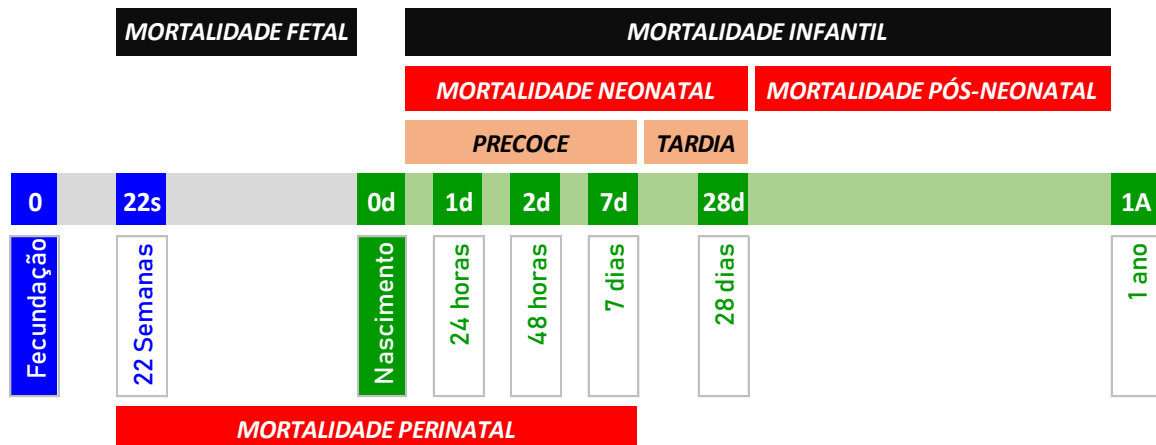 MORTALIDADE FETAL
MORTALIDADE INFANTIL
MORTALIDADE NEONATAL
MORTALIDADE PÓS-NEONATAL
PRECOCE
TARDIA
0
22s
0d
1d
2d
7d
28d
1A
Fecundação
22 Semanas
Nascimento
24 horas
48 horas
7 dias
28 dias
1 ano
MORTALIDADE PERINATAL